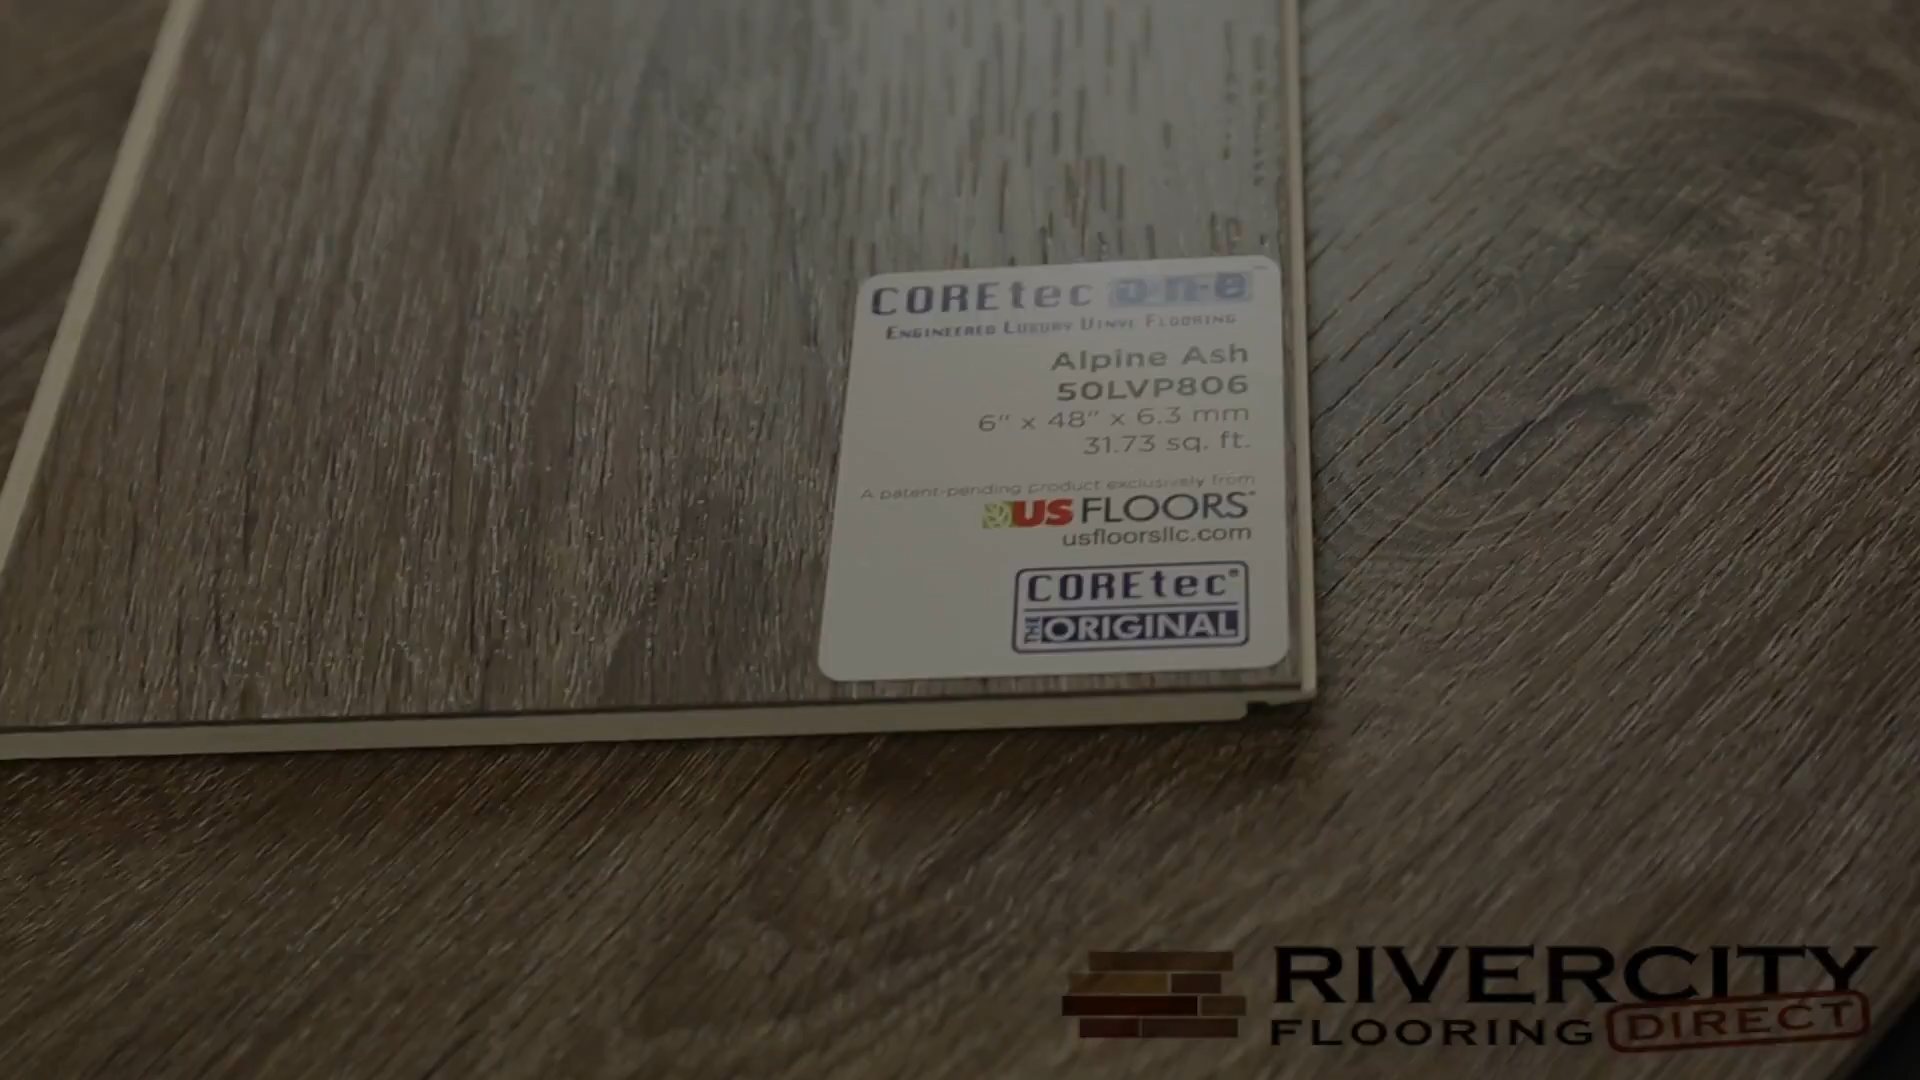 COREtec one™
ENGINEERED LUXURY VINYL FLOORING
Alpine Ash
50LVP806
6" x 48" x 6.3 mm
31.73 sq. ft.
A patent-pending product exclusively from
US FLOORS®
usfloorsllc.com
COREtec®
THE ORIGINAL
RIVERCITY
FLOORING DIRECT